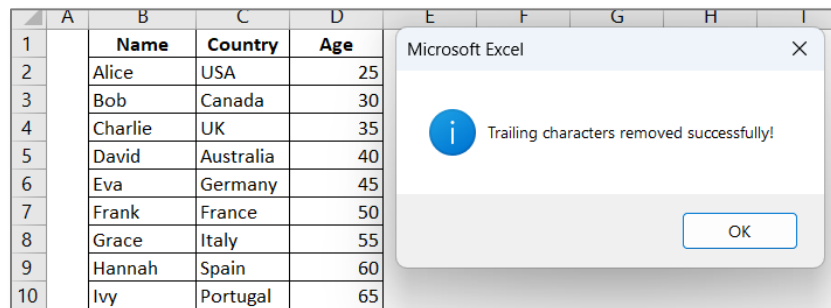 A B C D E F G H I
1 Name Country Age
2 Alice USA 25
3 Bob Canada 30
4 Charlie UK 35
5 David Australia 40
6 Eva Germany 45
7 Frank France 50
8 Grace Italy 55
9 Hannah Spain 60
10 Ivy Portugal 65
Microsoft Excel
Trailing characters removed successfully!
OK